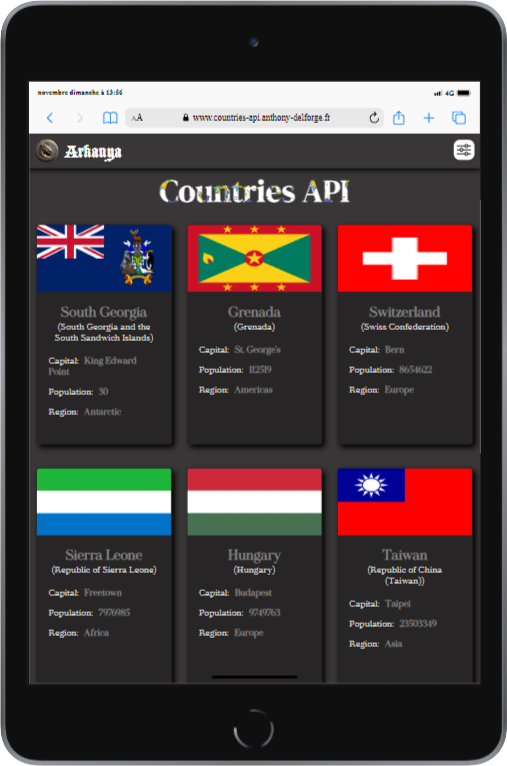 novembre dimanche à 13:56
4G
AA
www.countries-api.anthony-delforge.fr
Arkanya
Countries API
South Georgia
(South Georgia and the
South Sandwich Islands)
Capital: King Edward
Point
Population: 30
Region: Antarctic
Grenada
(Grenada)
Capital: St. George's
Population: 112519
Region: Americas
Switzerland
(Swiss Confederation)
Capital: Bern
Population: 8654622
Region: Europe
Sierra Leone
(Republic of Sierra Leone)
Capital: Freetown
Population: 7976985
Region: Africa
Hungary
(Hungary)
Capital: Budapest
Population: 9749763
Region: Europe
Taiwan
(Republic of China
(Taiwan))
Capital: Taipei
Population: 23503349
Region: Asia